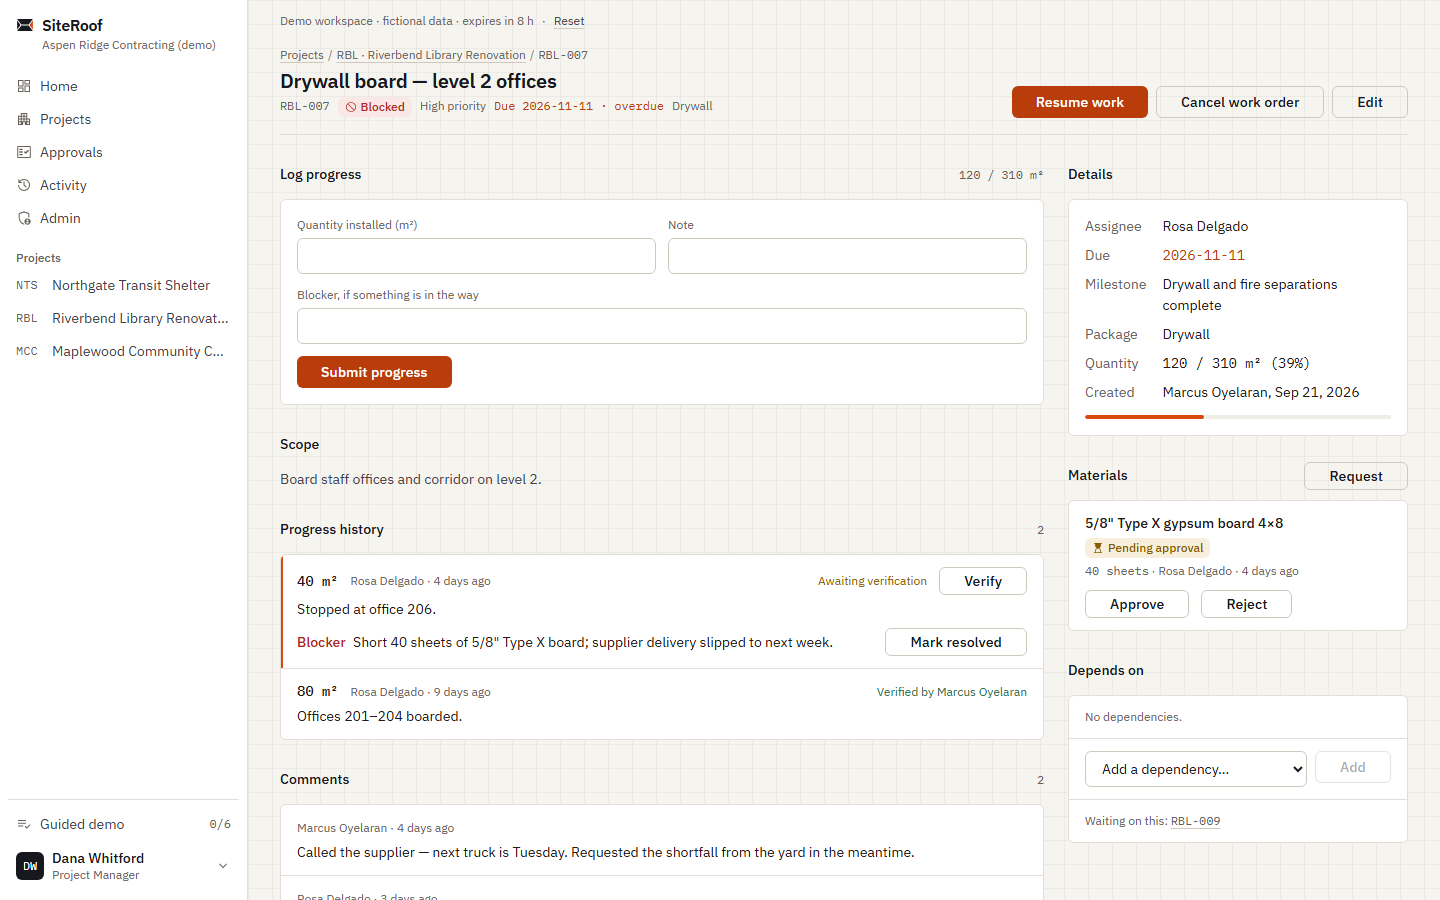 SiteRoof
Aspen Ridge Contracting (demo)
Home
Projects
Approvals
Activity
Admin
Projects
NTS Northgate Transit Shelter
RBL Riverbend Library Renovat...
MCC Maplewood Community C...
Guided demo 0/6
DW
Dana Whitford
Project Manager
Demo workspace · fictional data · expires in 8 h · Reset
Projects / RBL · Riverbend Library Renovation / RBL-007
Drywall board — level 2 offices
RBL-007 Blocked High priority Due 2026-11-11 · overdue Drywall
Resume work
Cancel work order
Edit
Log progress 120 / 310 m²
Quantity installed (m²)
Note
Blocker, if something is in the way
Submit progress
Scope
Board staff offices and corridor on level 2.
Progress history 2
40 m² Rosa Delgado · 4 days ago Awaiting verification Verify
Stopped at office 206.
Blocker Short 40 sheets of 5/8" Type X board; supplier delivery slipped to next week. Mark resolved
80 m² Rosa Delgado · 9 days ago Verified by Marcus Oyelaran
Offices 201–204 boarded.
Comments 2
Marcus Oyelaran · 4 days ago
Called the supplier — next truck is Tuesday. Requested the shortfall from the yard in the meantime.
Rosa Delgado · 3 days ago
Details
Assignee Rosa Delgado
Due 2026-11-11
Milestone Drywall and fire separations
complete
Package Drywall
Quantity 120 / 310 m² (39%)
Created Marcus Oyelaran, Sep 21, 2026
Materials Request
5/8" Type X gypsum board 4×8
Pending approval
40 sheets · Rosa Delgado · 4 days ago
Approve Reject
Depends on
No dependencies.
Add a dependency... Add
Waiting on this: RBL-009